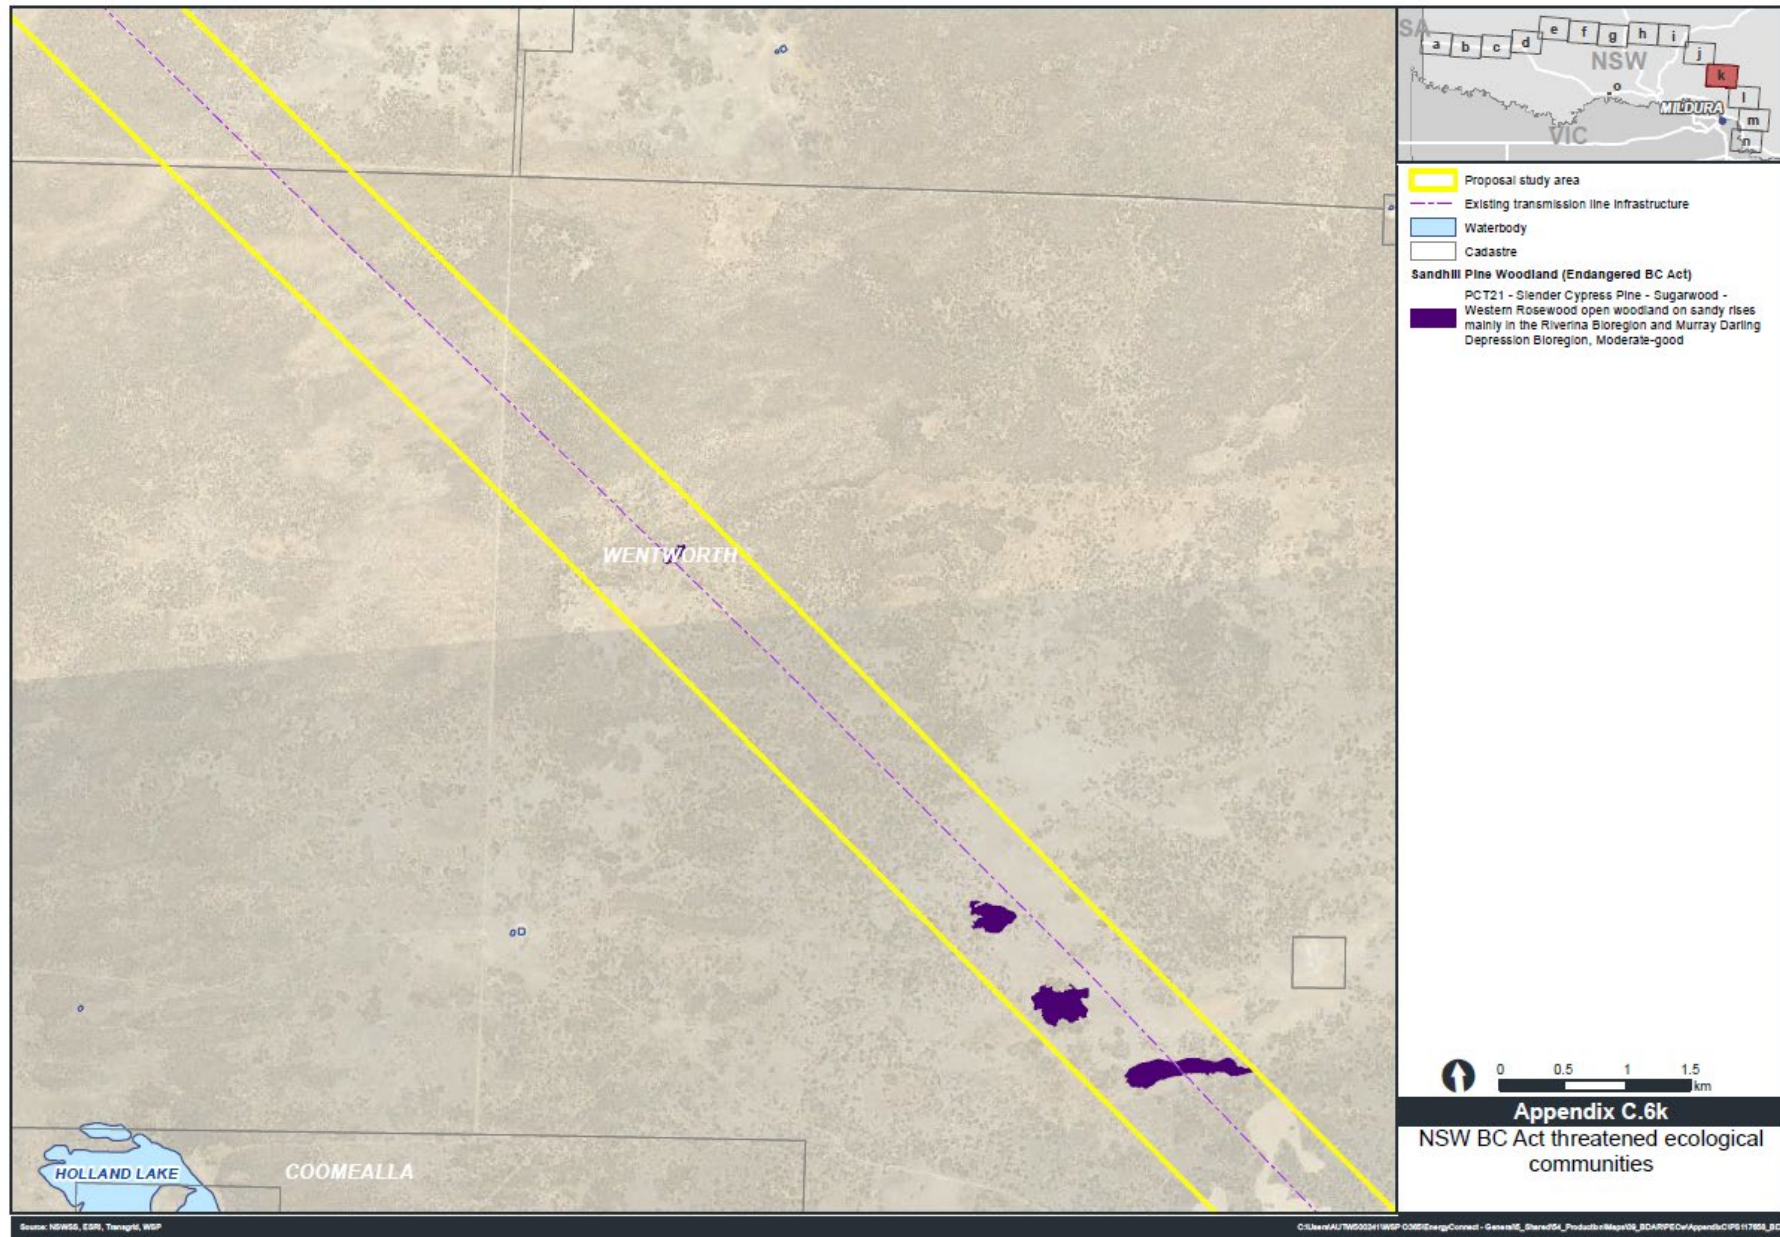 SA
a
b
c
d
e
f
g
h
i
j
NSW
k
o
l
MILDURA
m
VIC
n
Proposal study area
Existing transmission line infrastructure
Waterbody
Cadastre
Sandhill Pine Woodland (Endangered BC Act)
PCT21 - Slender Cypress Pine - Sugarwood -
Western Rosewood open woodland on sandy rises
mainly in the Riverina Bioregion and Murray Darling
Depression Bioregion, Moderate-good
WENTWORTH
HOLLAND LAKE
COOMEALLA
0 0.5 1 1.5
km
Appendix C.6k
NSW BC Act threatened ecological
communities
Source: NSWSS, ESRI, Transgrid, WSP